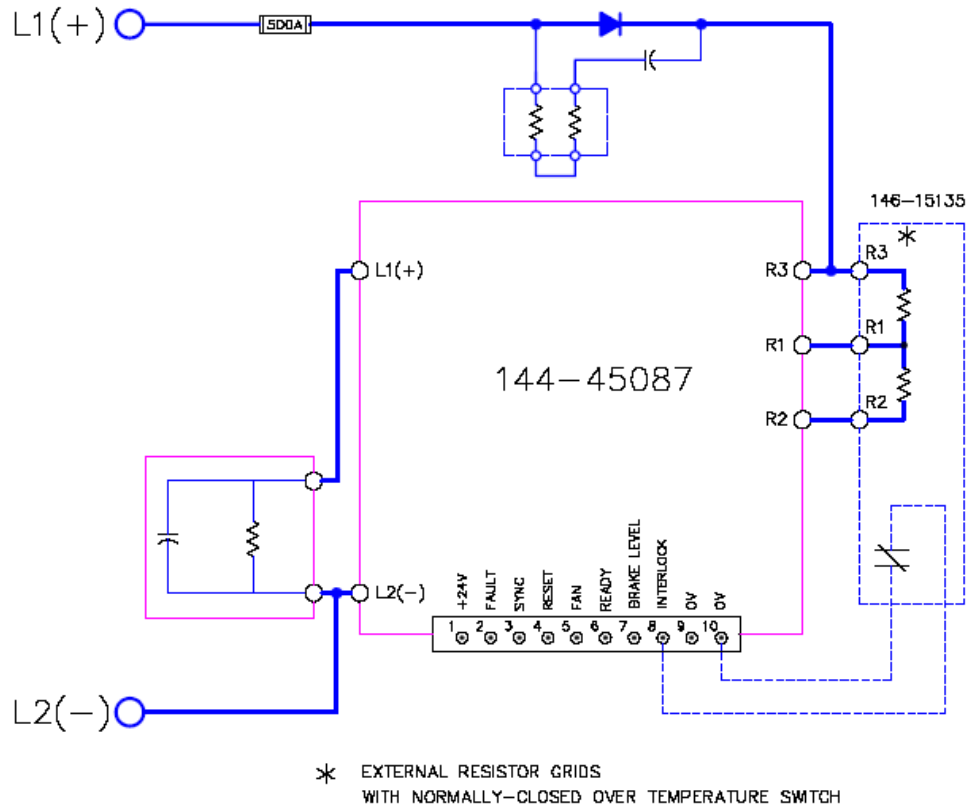 L1(+)
500A
146-15135
R3
R3
L1(+)
R1
R1
144-45087
R2
R2
L2(-)
+24V
FAULT
SYNC
RESET
FAN
READY
BRAKE LEVEL
INTERLOCK
0V
0V
1 2 3 4 5 6 7 8 9 10
L2(-)
EXTERNAL RESISTOR GRIDS
WITH NORMALLY-CLOSED OVER TEMPERATURE SWITCH